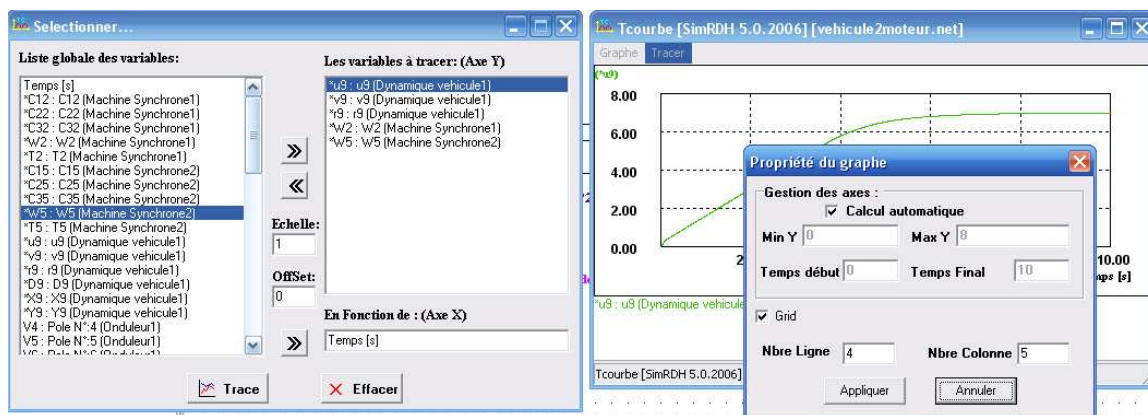 Selectionner...
Liste globale des variables:
Temps [s]
*C12 : C12 (Machine Synchrone1)
*C22 : C22 (Machine Synchrone1)
*C32 : C32 (Machine Synchrone1)
*W2 : W2 (Machine Synchrone1)
*T2 : T2 (Machine Synchrone1)
*C15 : C15 (Machine Synchrone2)
*C25 : C25 (Machine Synchrone2)
*C35 : C35 (Machine Synchrone2)
*W5 : W5 (Machine Synchrone2)
*T5 : T5 (Machine Synchrone2)
*u9 : u9 (Dynamique vehicule1)
*v9 : v9 (Dynamique vehicule1)
*r9 : r9 (Dynamique vehicule1)
*D9 : D9 (Dynamique vehicule1)
*X9 : X9 (Dynamique vehicule1)
*Y9 : Y9 (Dynamique vehicule1)
V4 : Pole N°:4 (Onduleur1)
V5 : Pole N°:5 (Onduleur1)
V6 : Pole N°:6 (Onduleur1)
Echelle:
1
OffSet:
0
Les variables à tracer: (Axe Y)
*u9 : u9 (Dynamique vehicule1)
*v9 : v9 (Dynamique vehicule1)
*r9 : r9 (Dynamique vehicule1)
*W2 : W2 (Machine Synchrone1)
*W5 : W5 (Machine Synchrone2)
En Fonction de : (Axe X)
Temps [s]
Trace
Effacer
Tcourbe [SimRDH 5.0.2006] [vehicule2moteur.net]
Graphe Tracer
(*u9)
8.00
6.00
4.00
2.00
0.00
2
10.00
mps [s]
*u9 : u9 (Dynamique vehicule
Tcourbe [SimRDH 5.0.2006]
Propriété du graphe
Gestion des axes :
Calcul automatique
Min Y 0 Max Y 8
Temps début 0 Temps Final 10
Grid
Nbre Ligne 4 Nbre Colonne 5
Appliquer Annuler